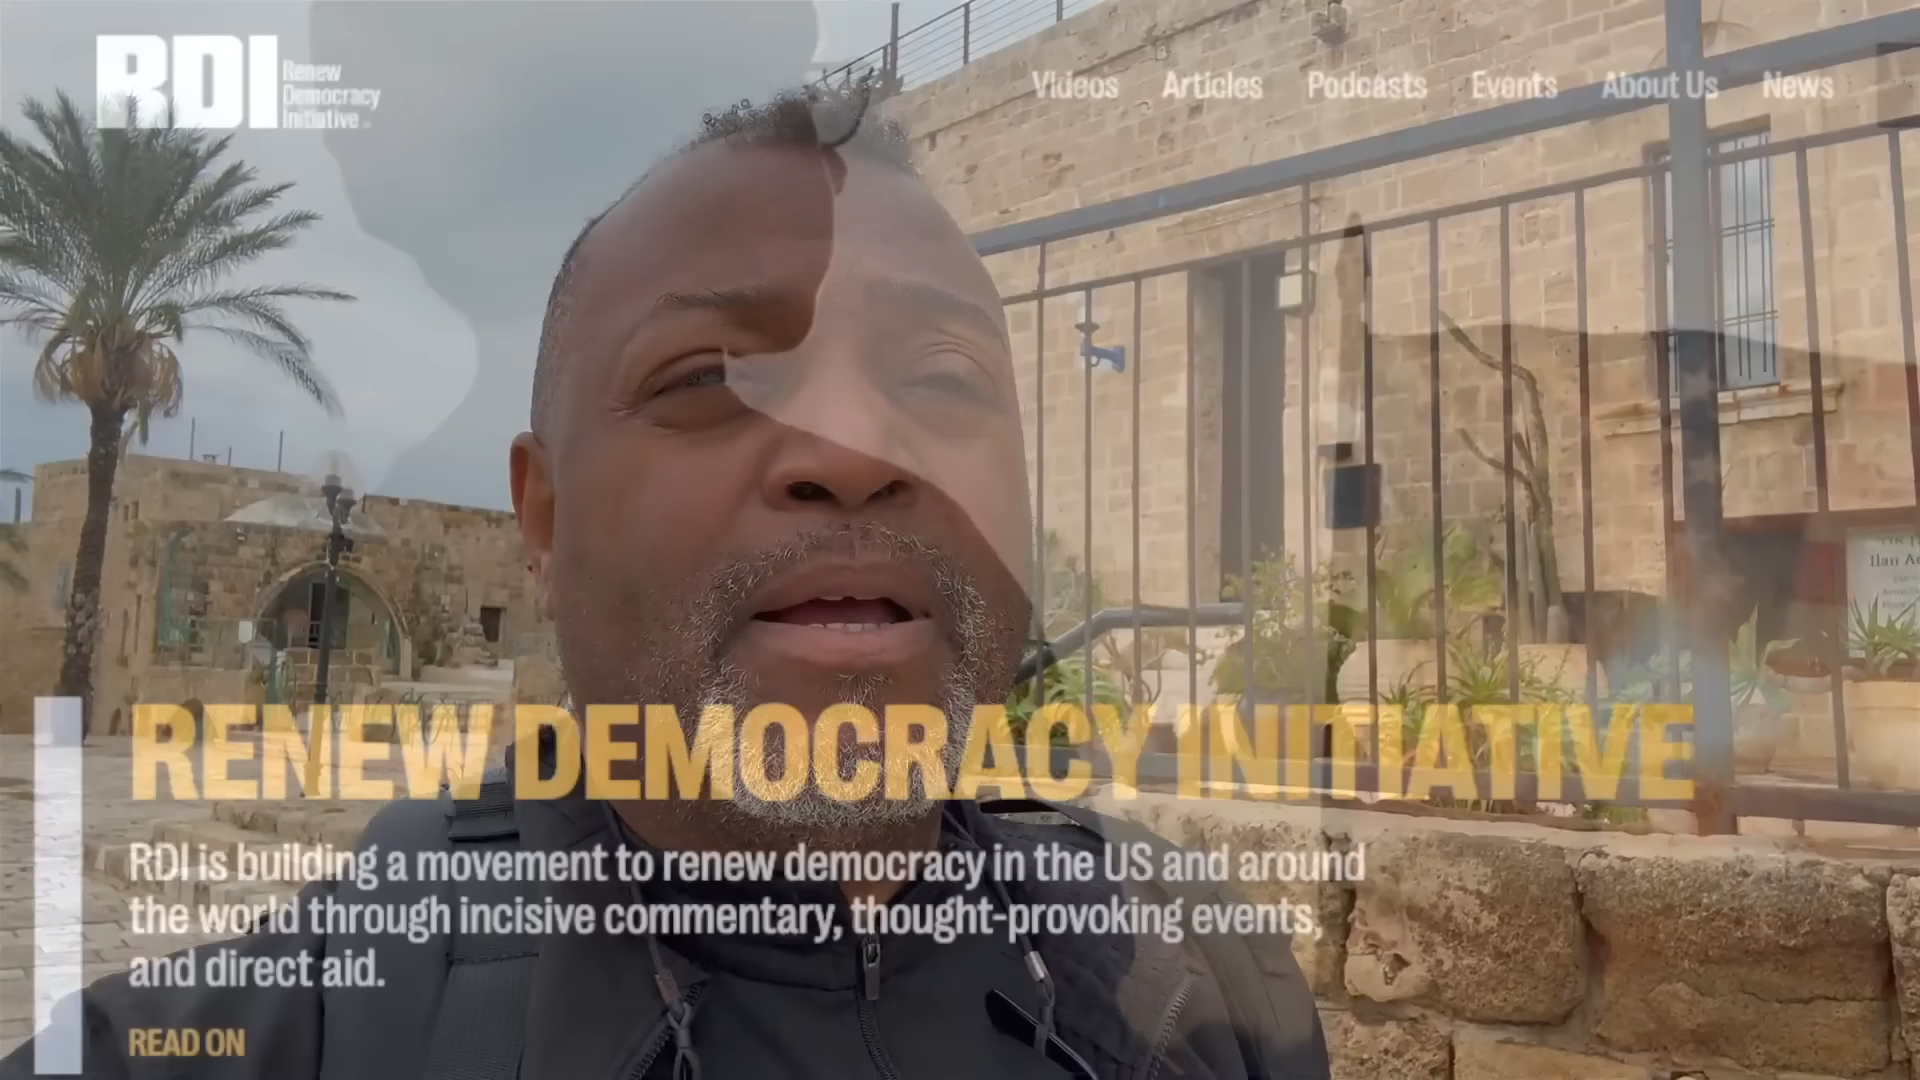 RDI
Renew
Democracy
Initiative
Videos Articles Podcasts Events About Us News
Ilan
RENEW DEMOCRACY INITIATIVE
RDI is building a movement to renew democracy in the US and around
the world through incisive commentary, thought-provoking events,
and direct aid.
READ ON